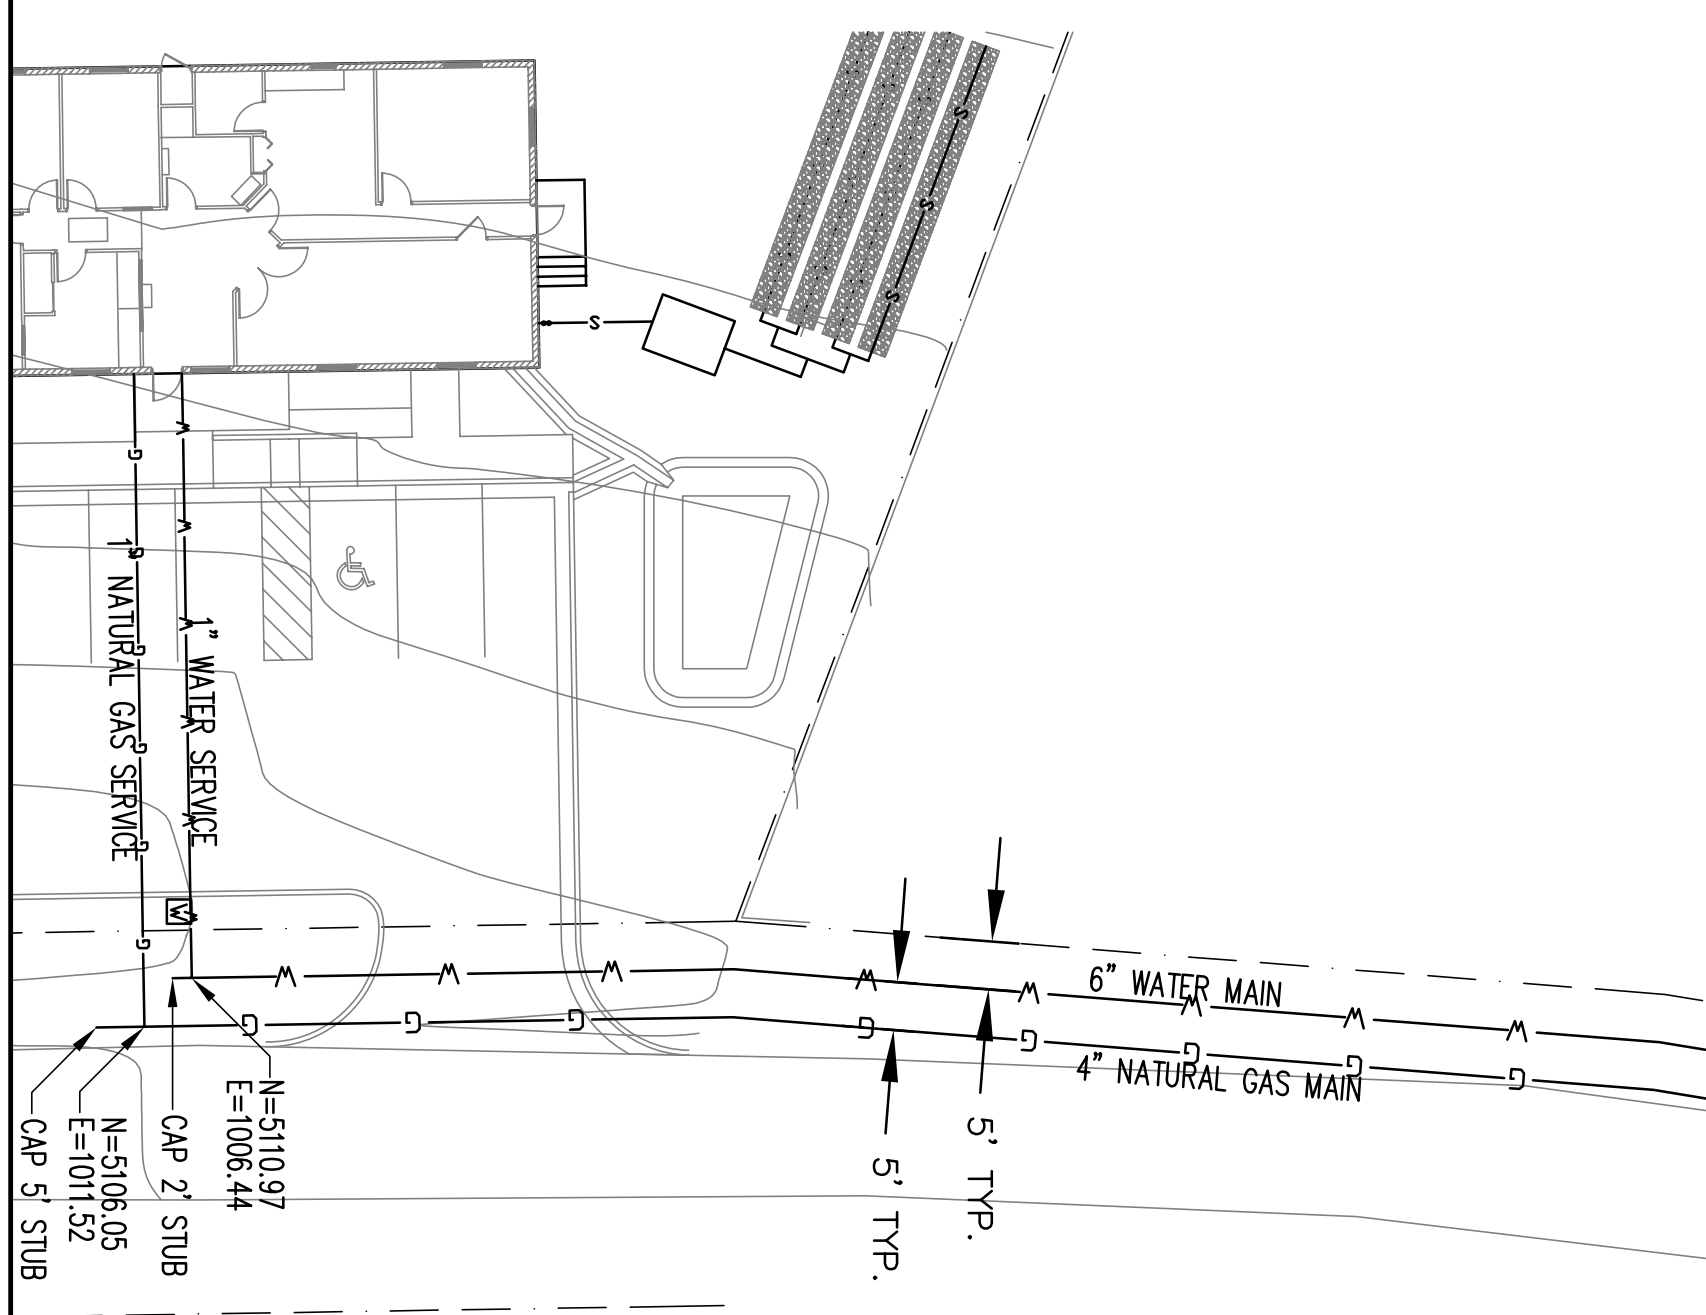 1" NATURAL GAS SERVICE
1" WATER SERVICE
W
6" WATER MAIN
4" NATURAL GAS MAIN
5' TYP.
5' TYP.
N=5110.97
E=1006.44
CAP 2' STUB
N=5106.05
E=1011.52
CAP 5' STUB
S
S
S
S
W
W
W
W
W
W
G
G
G
G
G
G
W
W
W
W
W
W
W
W
G
G
G
G
G
G
G
G